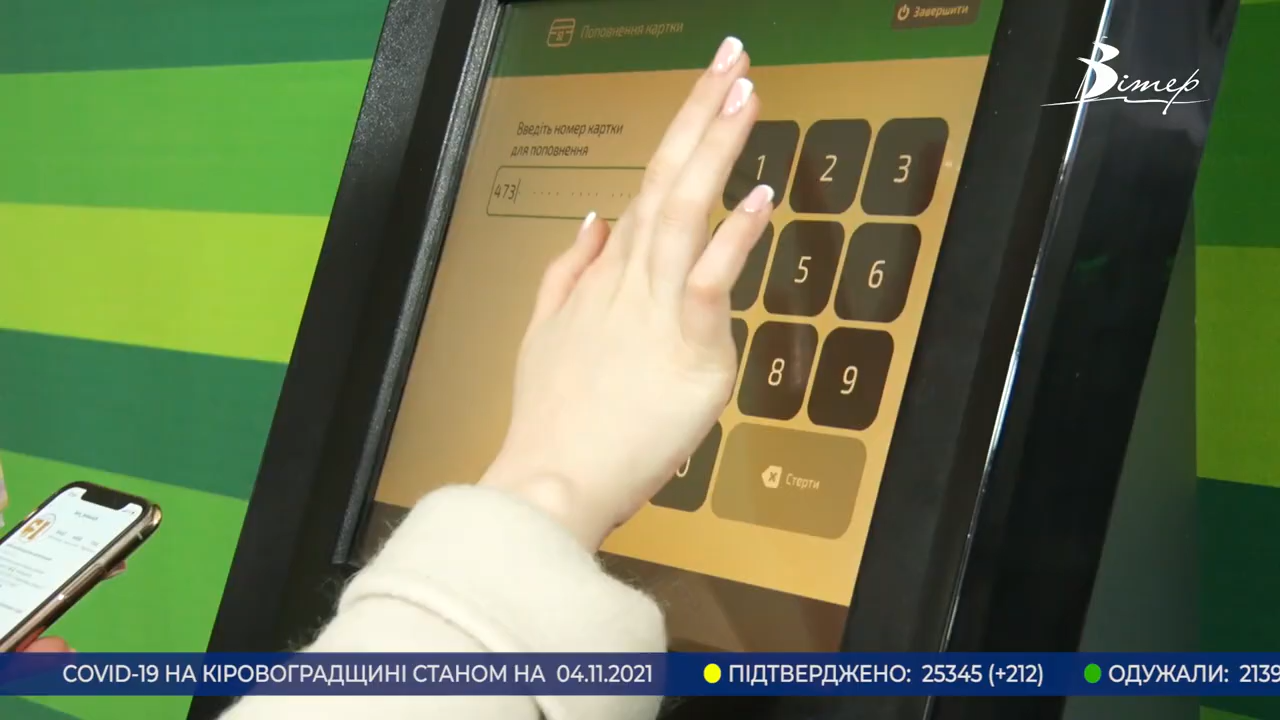 Поповнення картки
Завершити
Вітер
Введіть номер картки
для поповнення
473
1
2
3
5
6
8
9
0
Стерти
COVID-19 НА КІРОВОГРАДЩИНІ СТАНОМ НА 04.11.2021
ПІДТВЕРДЖЕНО: 25345 (+212)
ОДУЖАЛИ: 2139